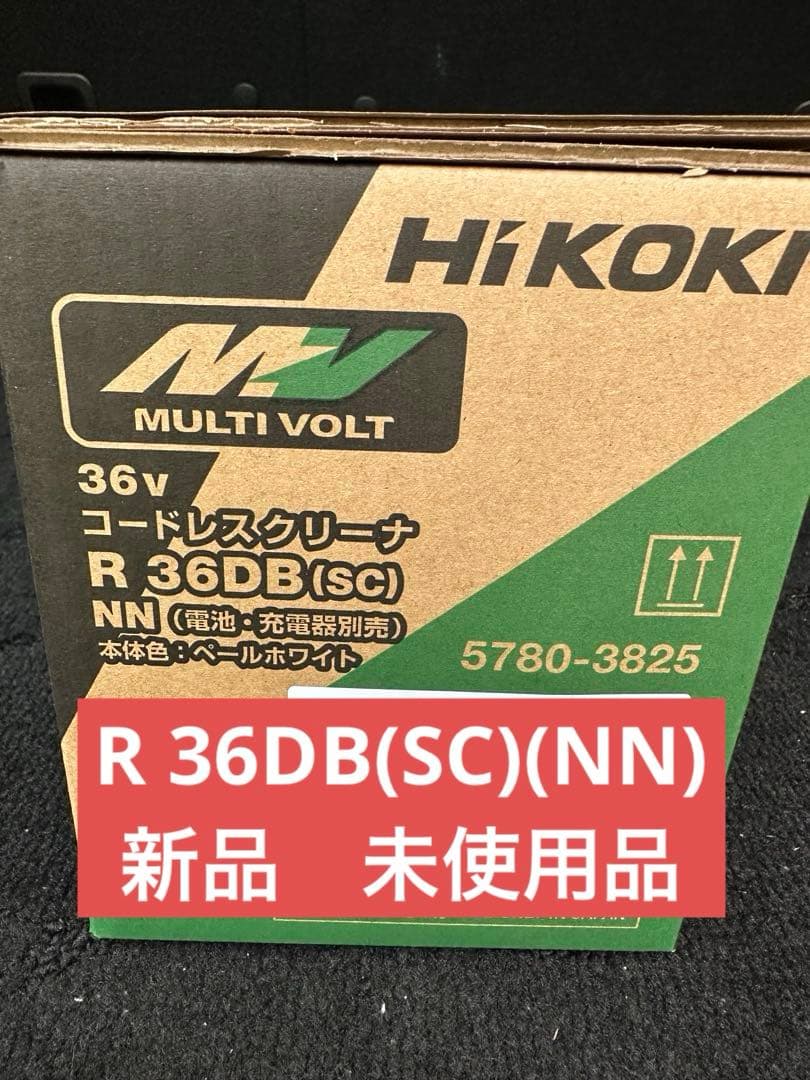 HiKOKI
MV
MULTI VOLT
36v
コードレスクリーナ
R 36DB(SC)
NN(電池・充電器別売)
本体色:ペールホワイト
5780-3825
R 36DB(SC)(NN)
新品 未使用品